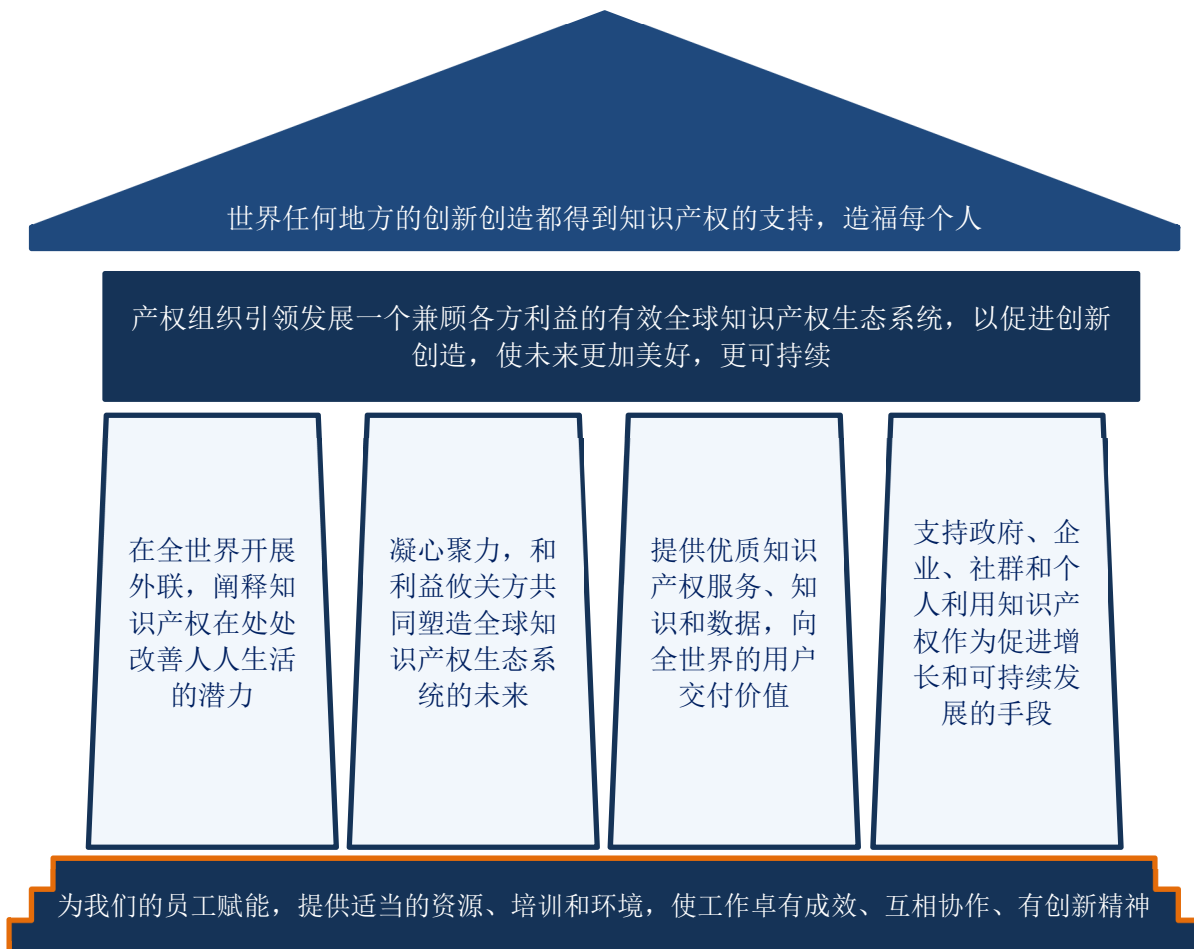 世界任何地方的创新创造都得到知识产权的支持，造福每个人
产权组织引领发展一个兼顾各方利益的有效全球知识产权生态系统，以促进创新
创造，使未来更加美好，更可持续
在全世界开展
外联，阐释知
识产权在处处
改善人人生活
的潜力
凝心聚力，和
利益攸关方共
同塑造全球知
识产权生态系
统的未来
提供优质知识
产权服务、知
识和数据，向
全世界的用户
交付价值
支持政府、企
业、社群和个
人利用知识产
权作为促进增
长和可持续发
展的手段
为我们的员工赋能，提供适当的资源、培训和环境，使工作卓有成效、互相协作、有创新精神